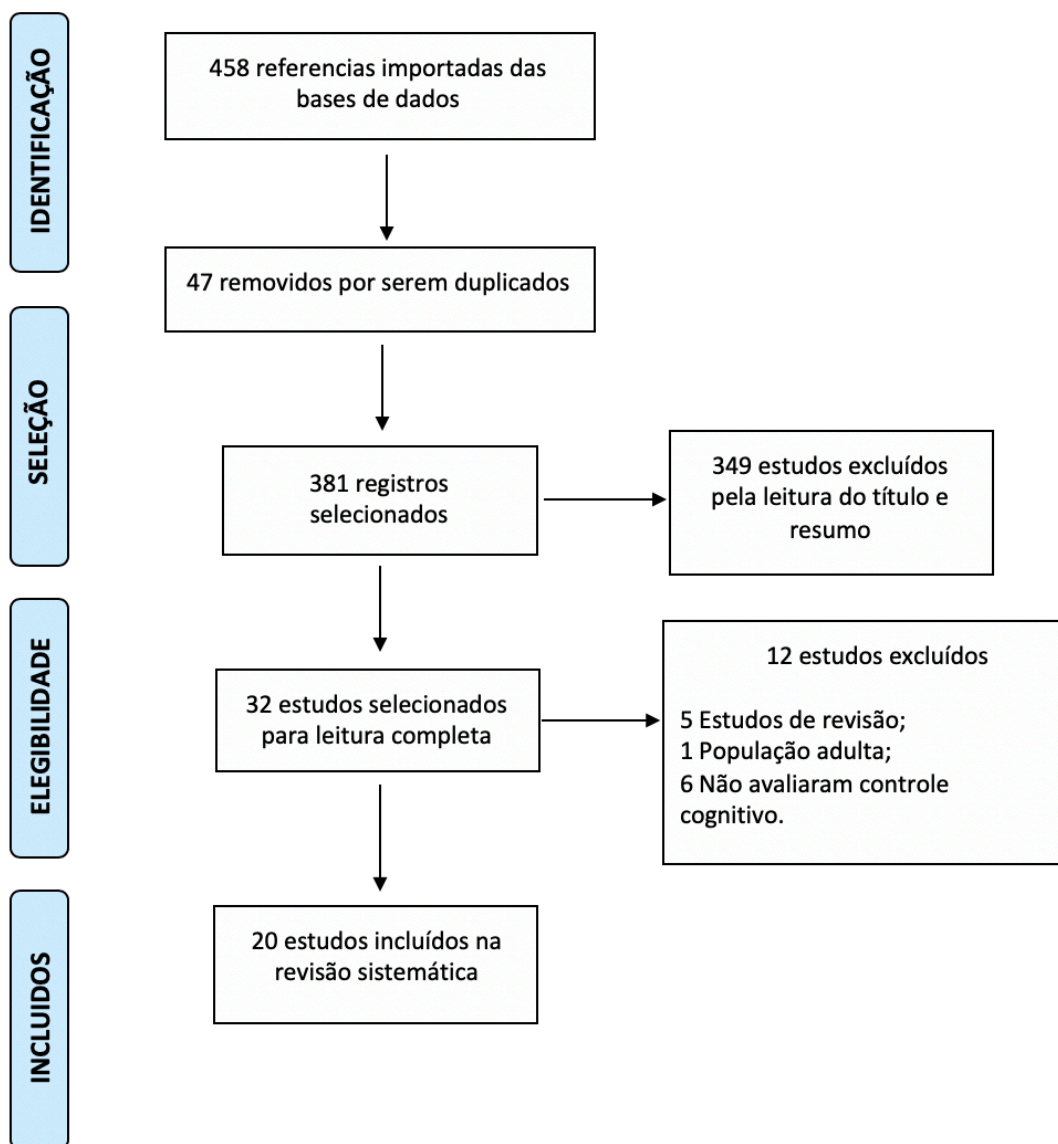 IDENTIFICAÇÃO
458 referencias importadas das
bases de dados
47 removidos por serem duplicados
SELEÇÃO
381 registros
selecionados
349 estudos excluídos
pela leitura do título e
resumo
ELEGIBILIDADE
32 estudos selecionados
para leitura completa
12 estudos excluídos
5 Estudos de revisão;
1 População adulta;
6 Não avaliaram controle
cognitivo.
INCLUIDOS
20 estudos incluídos na
revisão sistemática